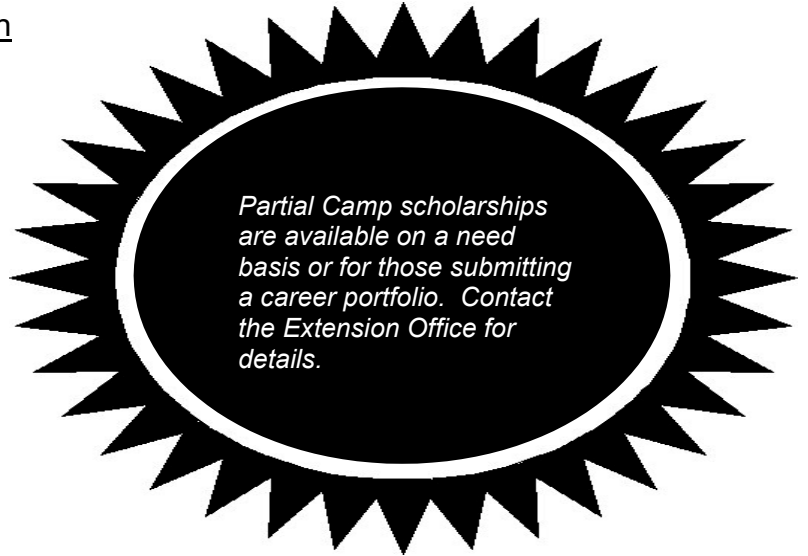 n
Partial Camp scholarships
are available on a need
basis or for those submitting
a career portfolio.  Contact
the Extension Office for
details.